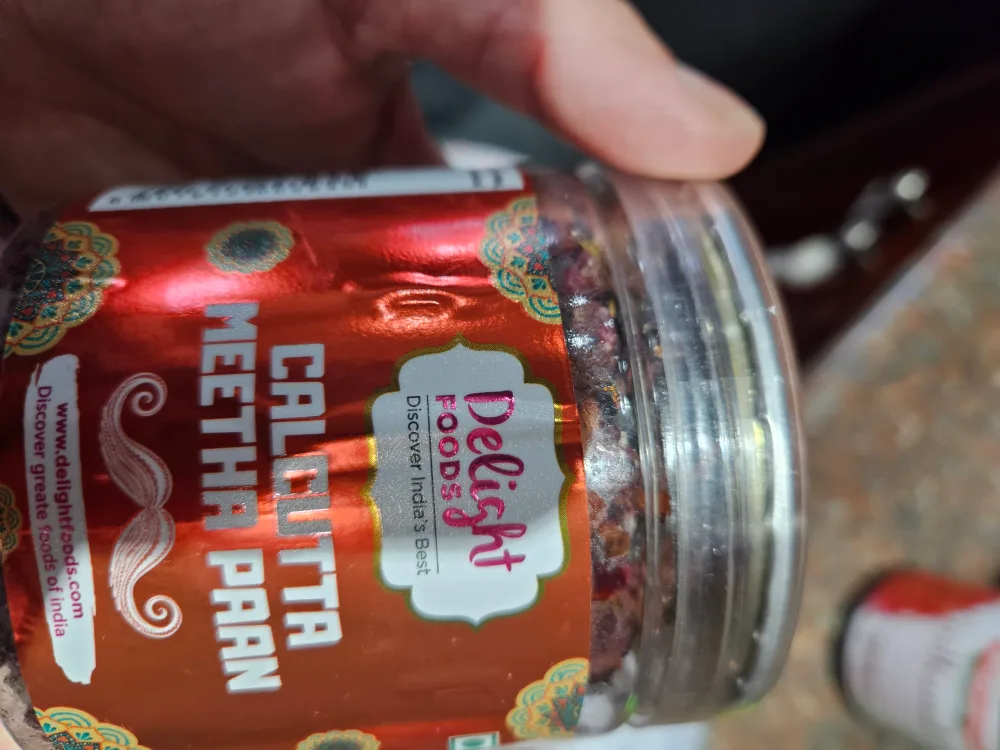 Delight
FOODS
Discover India's Best
CALCUTTA
MEETHA PAAN
www.delightfoods.com
Discover greate foods of india